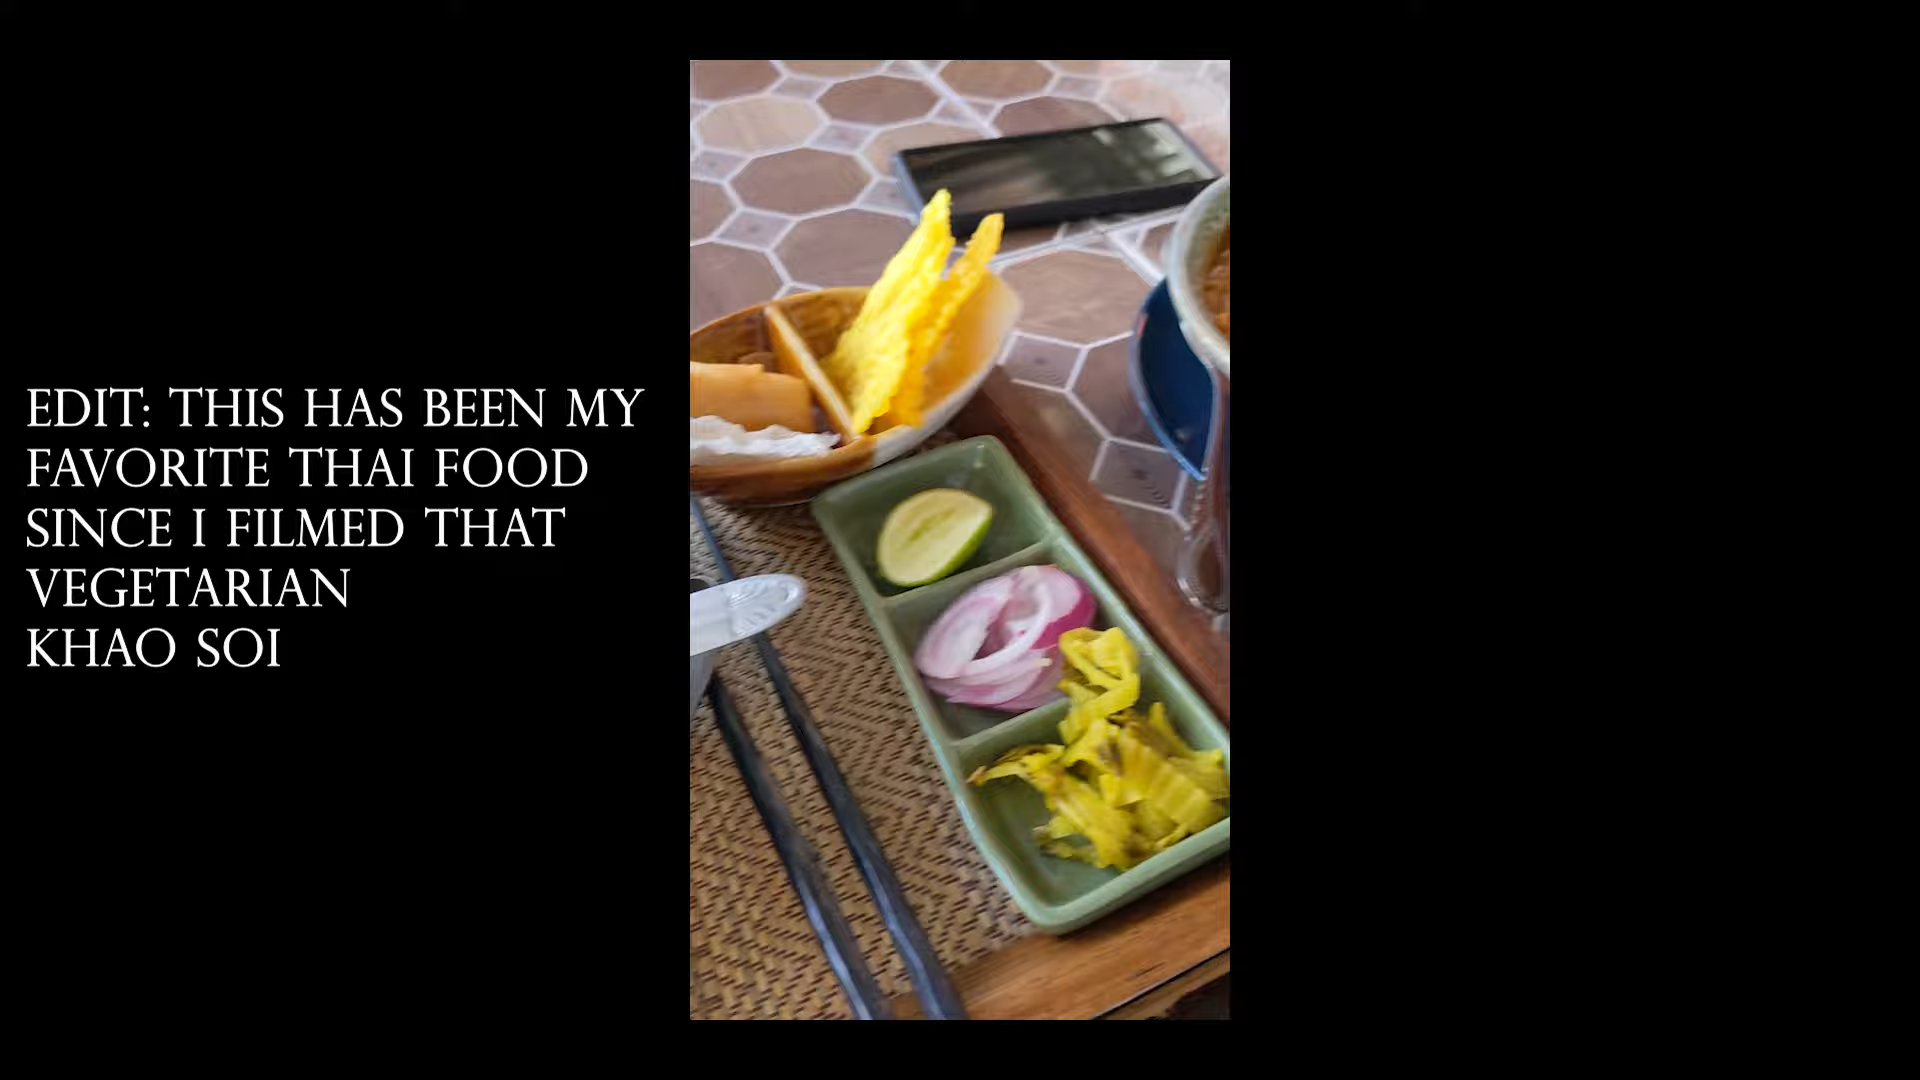 EDIT: THIS HAS BEEN MY
FAVORITE THAI FOOD
SINCE I FILMED THAT
VEGETARIAN
KHAO SOI